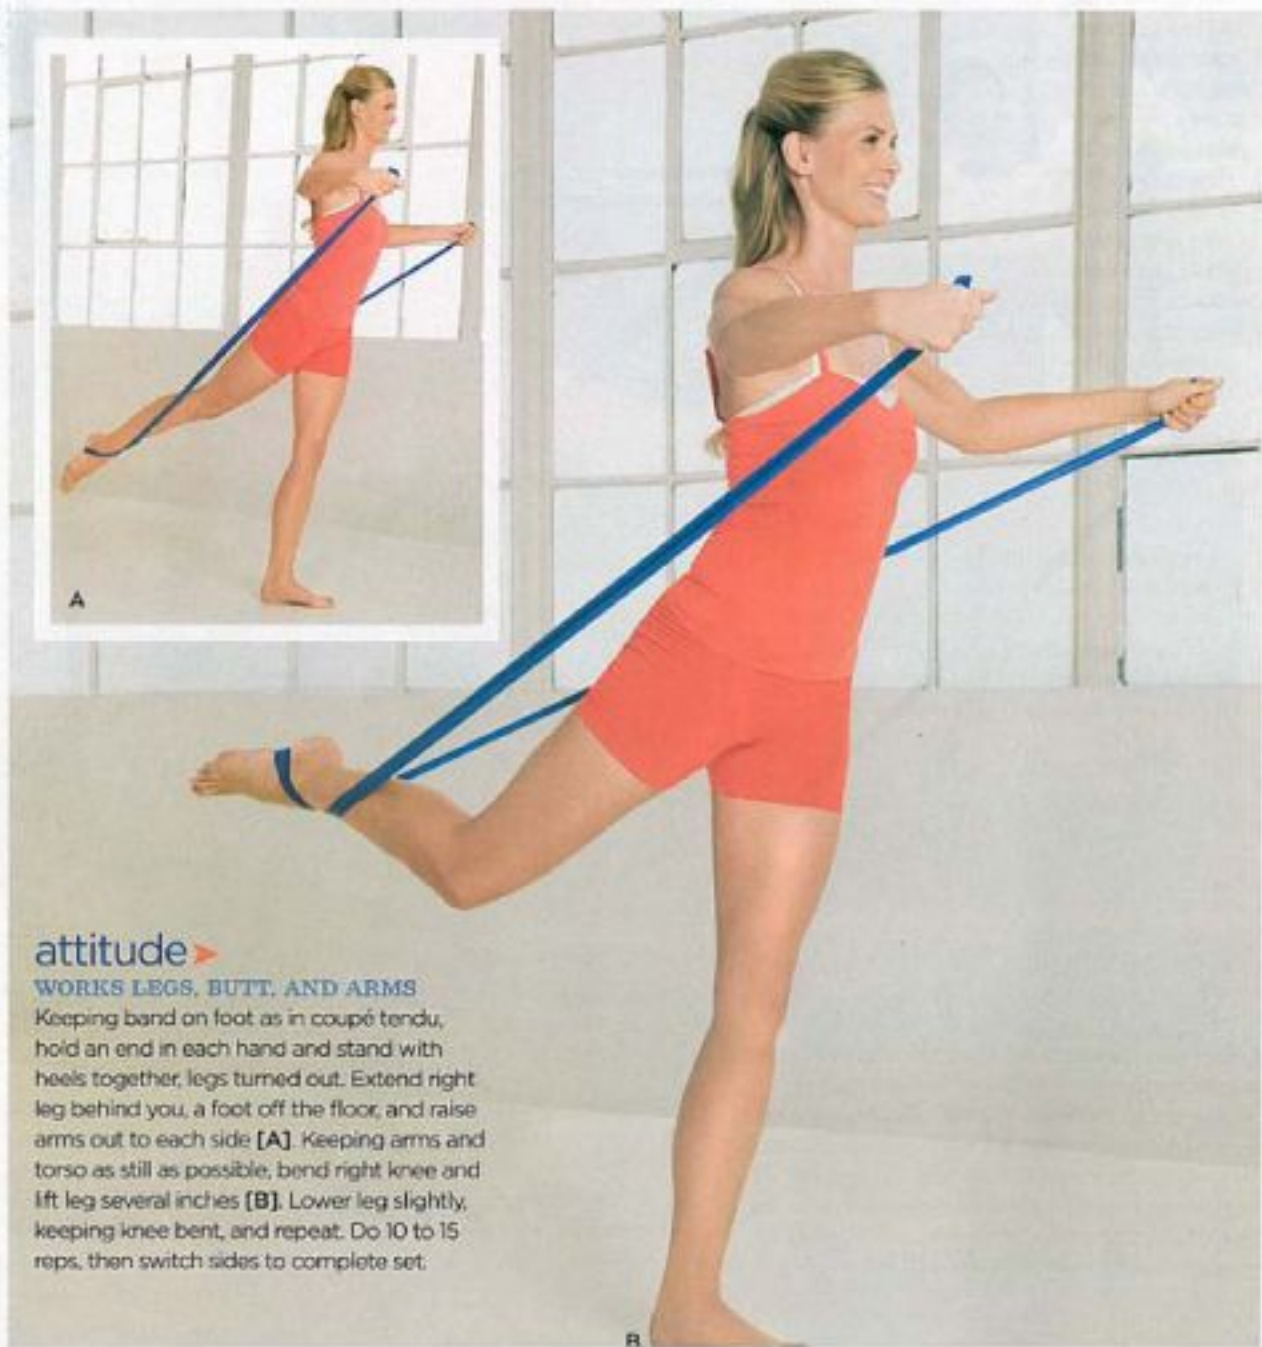 A
attitude
WORKS LEGS, BUTT, AND ARMS
Keeping band on foot as in coupé tendu,
hold an end in each hand and stand with
heels together, legs turned out. Extend right
leg behind you, a foot off the floor, and raise
arms out to each side [A]. Keeping arms and
torso as still as possible, bend right knee and
lift leg several inches [B]. Lower leg slightly,
keeping knee bent, and repeat. Do 10 to 15
reps, then switch sides to complete set.
B